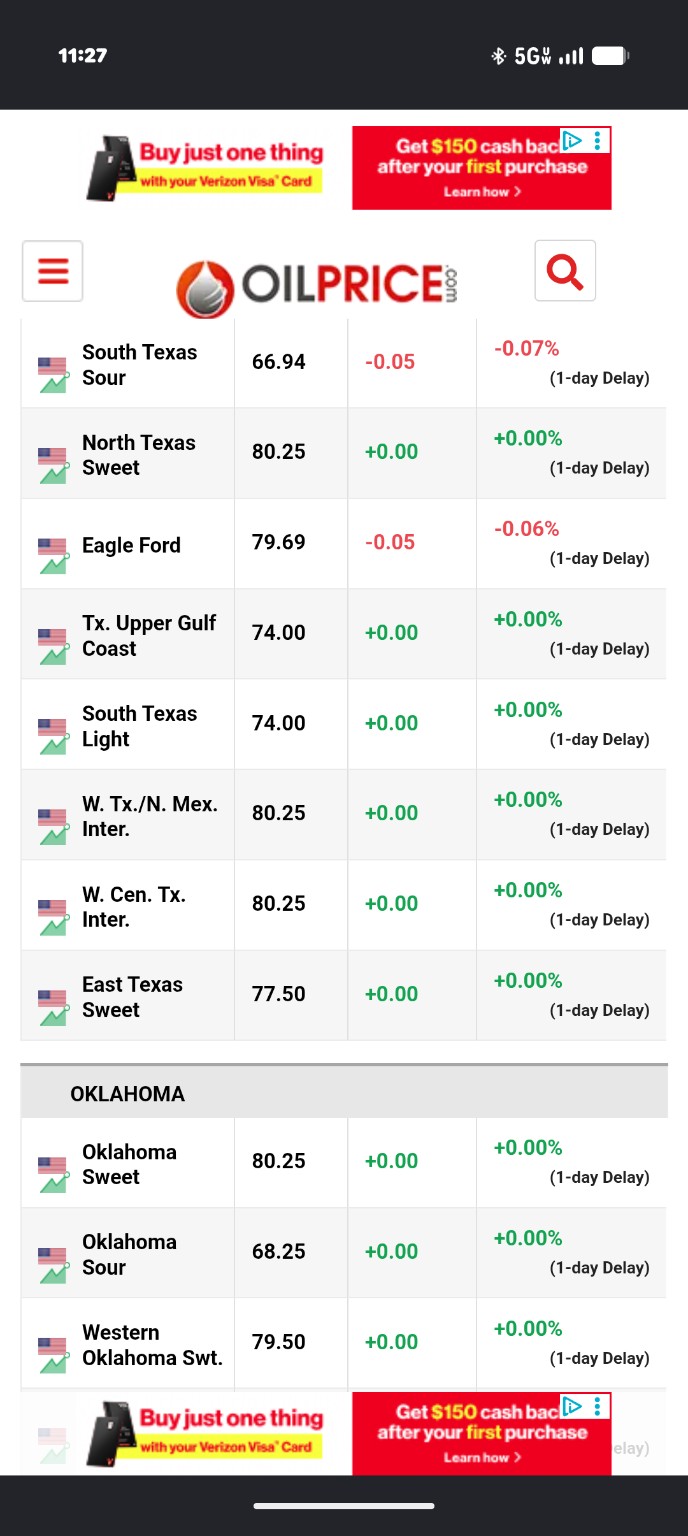 11:27
5G UW
Buy just one thing
with your Verizon Visa® Card
Get $150 cash bac
after your first purchase
Learn how >
OILPRICE.com
South Texas
Sour
66.94
-0.05
-0.07%
(1-day Delay)
North Texas
Sweet
80.25
+0.00
+0.00%
(1-day Delay)
Eagle Ford
79.69
-0.05
-0.06%
(1-day Delay)
Tx. Upper Gulf
Coast
74.00
+0.00
+0.00%
(1-day Delay)
South Texas
Light
74.00
+0.00
+0.00%
(1-day Delay)
W. Tx./N. Mex.
Inter.
80.25
+0.00
+0.00%
(1-day Delay)
W. Cen. Tx.
Inter.
80.25
+0.00
+0.00%
(1-day Delay)
East Texas
Sweet
77.50
+0.00
+0.00%
(1-day Delay)
OKLAHOMA
Oklahoma
Sweet
80.25
+0.00
+0.00%
(1-day Delay)
Oklahoma
Sour
68.25
+0.00
+0.00%
(1-day Delay)
Western
Oklahoma Swt.
79.50
+0.00
+0.00%
(1-day Delay)
Buy just one thing
with your Verizon Visa® Card
Get $150 cash bac
after your first purchase
Learn how >
elay)